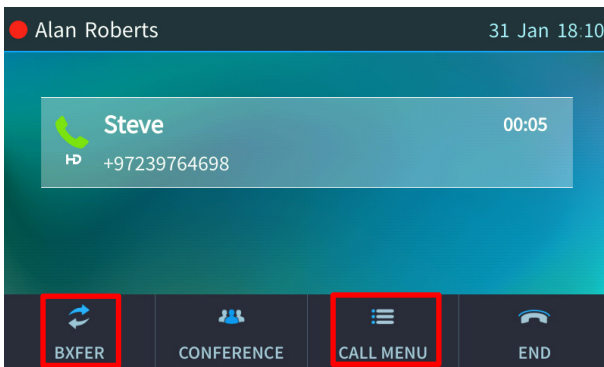 Alan Roberts 31 Jan 18:10
Steve 00:05
HD +97239764698
BXFER CONFERENCE CALL MENU END